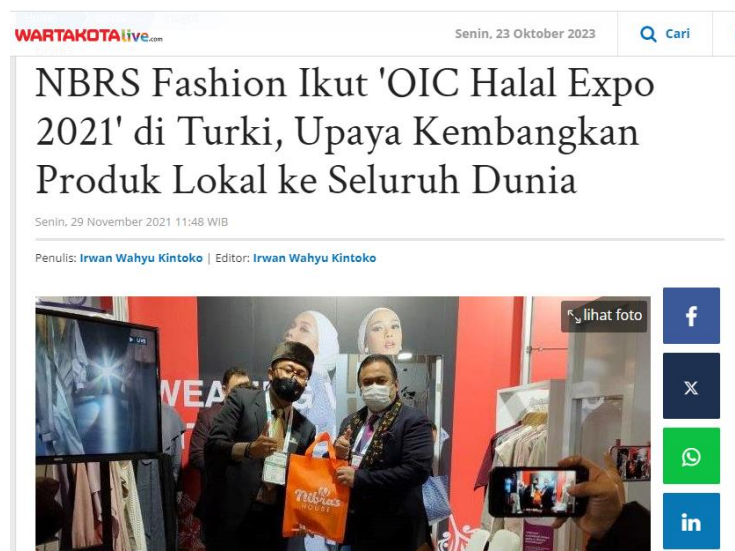 WARTAKOTAlive.com
Senin, 23 Oktober 2023
Cari
NBRS Fashion Ikut 'OIC Halal Expo
2021' di Turki, Upaya Kembangkan
Produk Lokal ke Seluruh Dunia
Senin, 29 November 2021 11:48 WIB
Penulis: Irwan Wahyu Kintoko | Editor: Irwan Wahyu Kintoko
lihat foto
LIVE
WEA
Nibra's
HOUSE